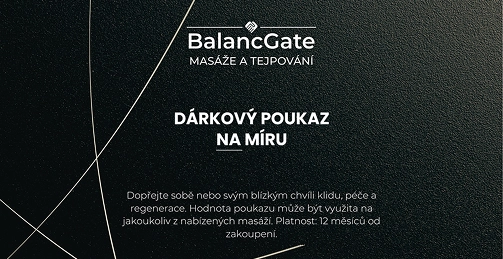 BalancGate
MASÁŽE A TEJPOVÁNÍ
DÁRKOVÝ POUKAZ
NA MÍRU
Dopřejte sobě nebo svým blízkým chvíli klidu, péče a
regenerace. Hodnota poukazu může být využita na
jakoukoliv z nabízených masáží. Platnost: 12 měsíců od
zakoupení.